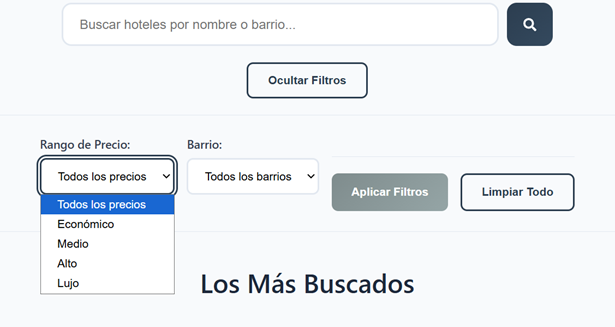 Buscar hoteles por nombre o barrio...
Ocultar Filtros
Rango de Precio:
Barrio:
Todos los precios
Todos los barrios
Aplicar Filtros
Limpiar Todo
Todos los precios
Económico
Medio
Alto
Lujo
Los Más Buscados